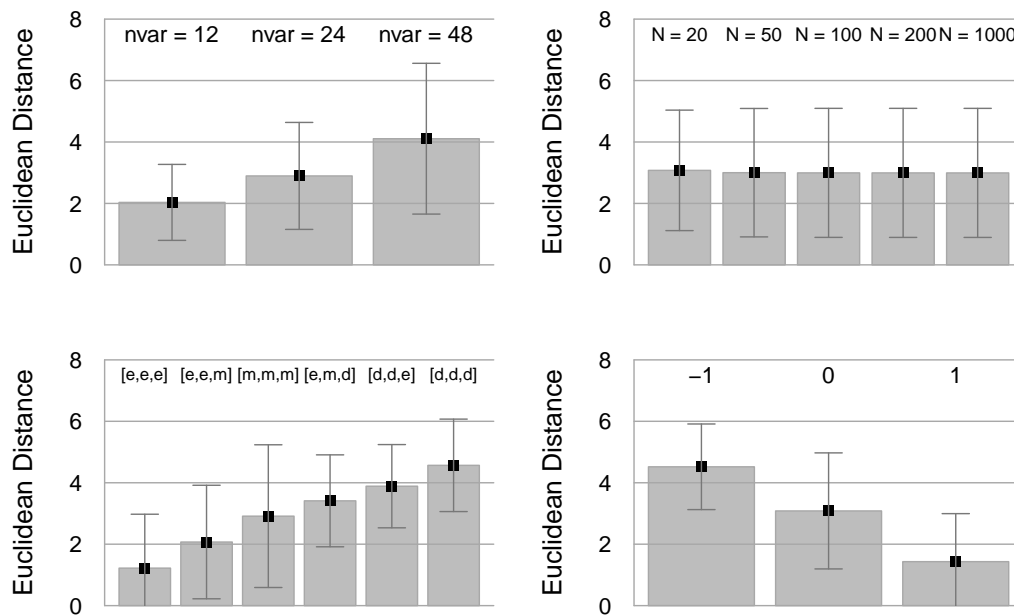 Euclidean Distance
8
6
4
2
0
nvar = 12 nvar = 24 nvar = 48
Euclidean Distance
8
6
4
2
0
N = 20 N = 50 N = 100 N = 200 N = 1000
Euclidean Distance
8
6
4
2
0
[e,e,e] [e,e,m] [m,m,m] [e,m,d] [d,d,e] [d,d,d]
Euclidean Distance
8
6
4
2
0
−1 0 1